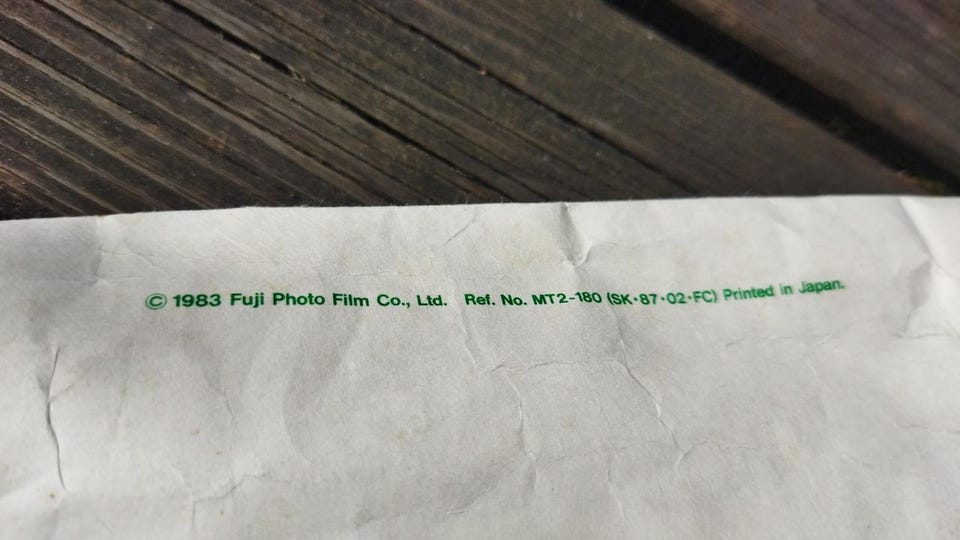 © 1983 Fuji Photo Film Co., Ltd. Ref. No. MT2-180 (SK·87·02·FC) Printed in Japan.